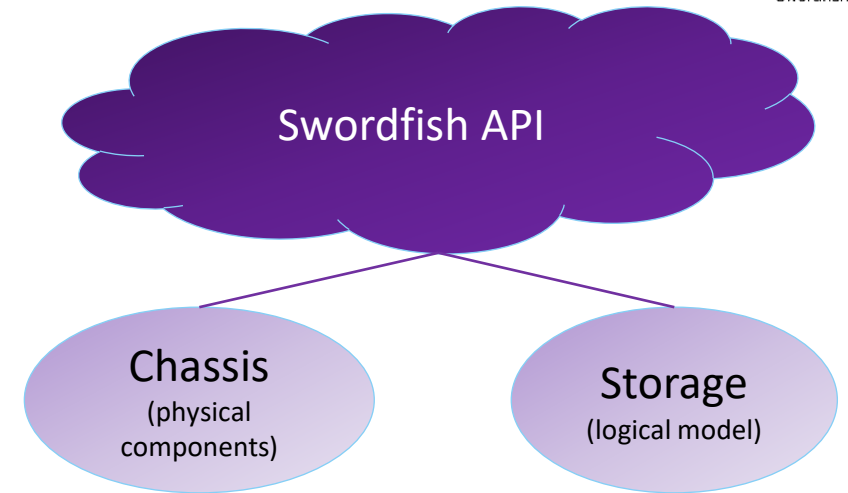 Swordfish API
Chassis
(physical
components)
Storage
(logical model)